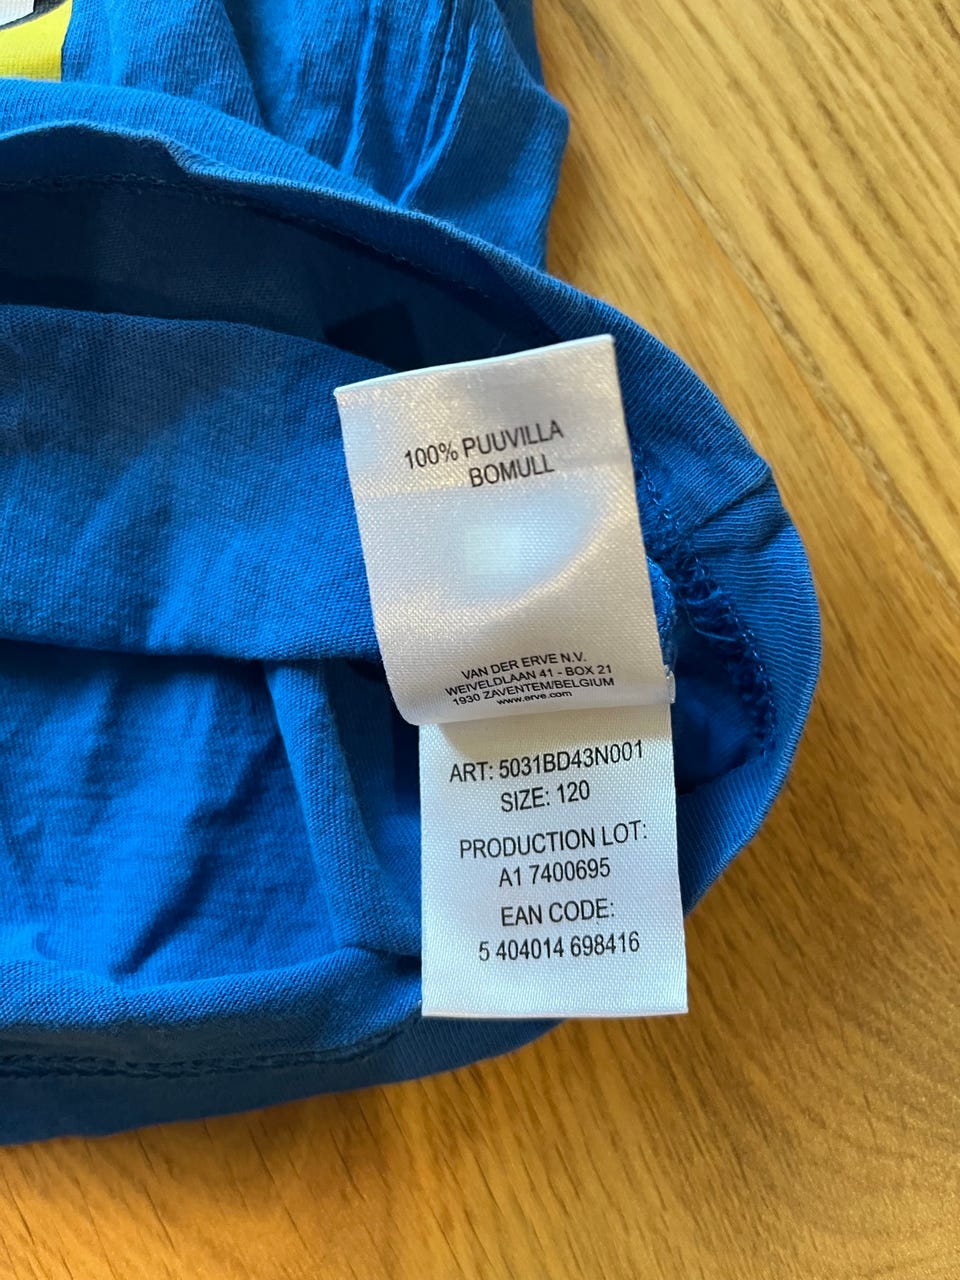 100% PUUVILLA
BOMULL
VAN DER ERVE N.V.
WEIVELDLAAN 41 - BOX 21
1930 ZAVENTEM/BELGIUM
www.erve.com
ART: 5031BD43N001
SIZE: 120
PRODUCTION LOT:
A1 7400695
EAN CODE:
5 404014 698416